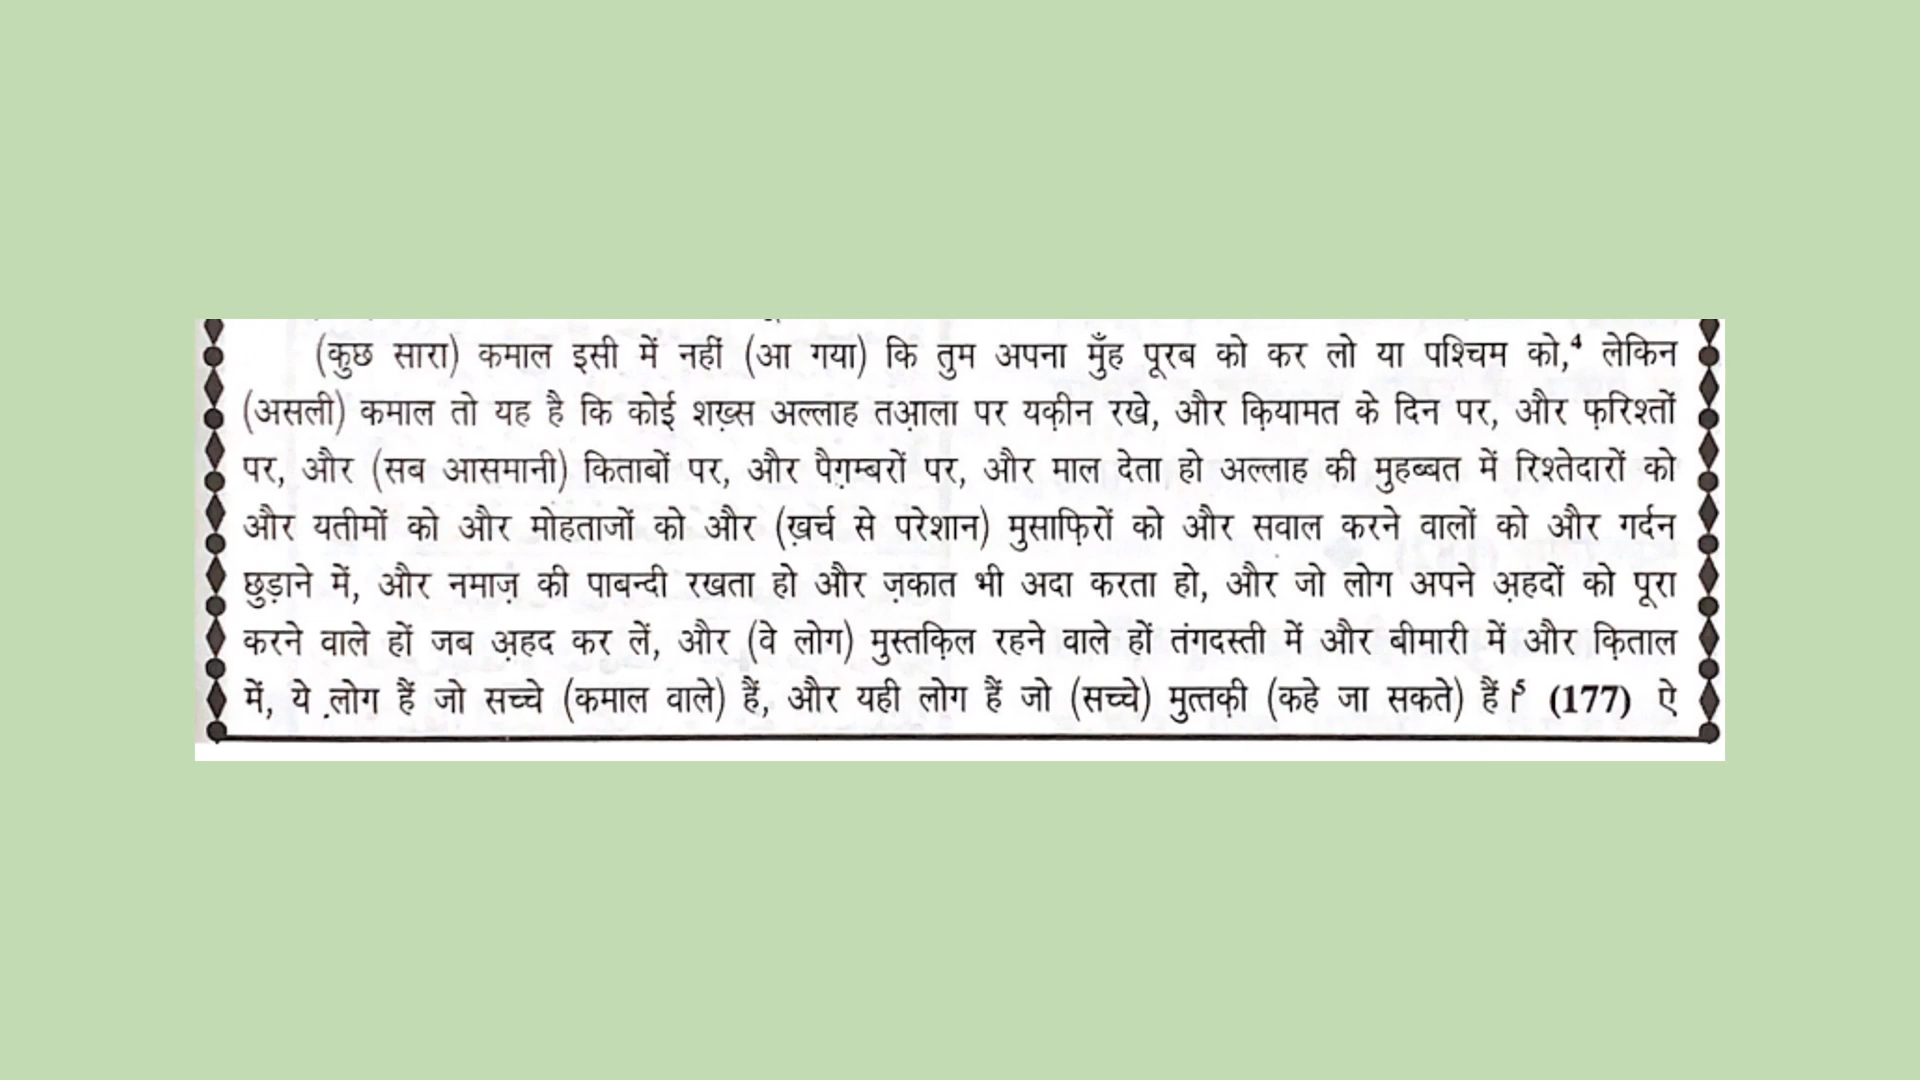 (कुछ सारा) कमाल इसी में नहीं (आ गया) कि तुम अपना मुँह पूरब को कर लो या पश्चिम को,⁴ लेकिन
(असली) कमाल तो यह है कि कोई शख़्स अल्लाह तआ़ला पर यक़ीन रखे, और क़ियामत के दिन पर, और फ़रिश्तों
पर, और (सब आसमानी) किताबों पर, और पैग़म्बरों पर, और माल देता हो अल्लाह की मुहब्बत में रिश्तेदारों को
और यतीमों को और मोहताजों को और (ख़र्च से परेशान) मुसाफ़िरों को और सवाल करने वालों को और गर्दन
छुड़ाने में, और नमाज़ की पाबन्दी रखता हो और ज़कात भी अदा करता हो, और जो लोग अपने अ़हदों को पूरा
करने वाले हों जब अ़हद कर लें, और (वे लोग) मुस्तक़िल रहने वाले हों तंगदस्ती में और बीमारी में और क़िताल
में, ये लोग हैं जो सच्चे (कमाल वाले) हैं, और यही लोग हैं जो (सच्चे) मुत्तक़ी (कहे जा सकते) हैं।⁵ (177) ऐ